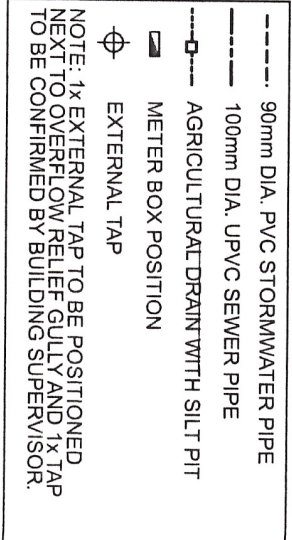 90mm DIA. PVC STORMWATER PIPE
100mm DIA. UPVC SEWER PIPE
AGRICULTURAL DRAIN WITH SILT PIT
METER BOX POSITION
EXTERNAL TAP
NOTE: 1x EXTERNAL TAP TO BE POSITIONED
NEXT TO OVERFLOW RELIEF GULLY AND 1x TAP
TO BE CONFIRMED BY BUILDING SUPERVISOR.